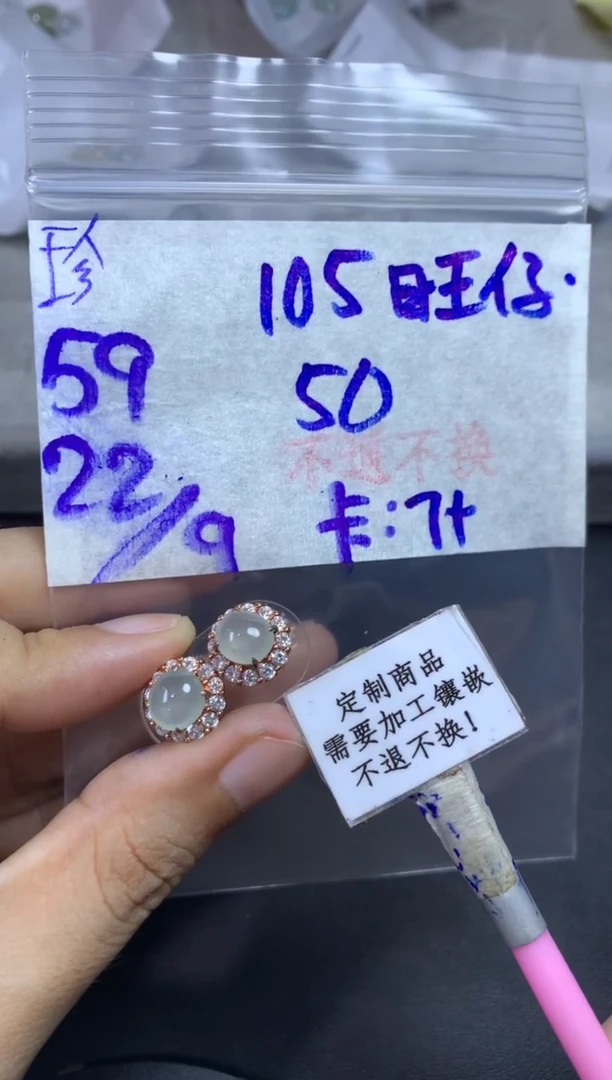 珍
59
22/9
105 旺仔.
50
不退不换
卡:7t
定制商品
需要加工镶嵌
不退不换!